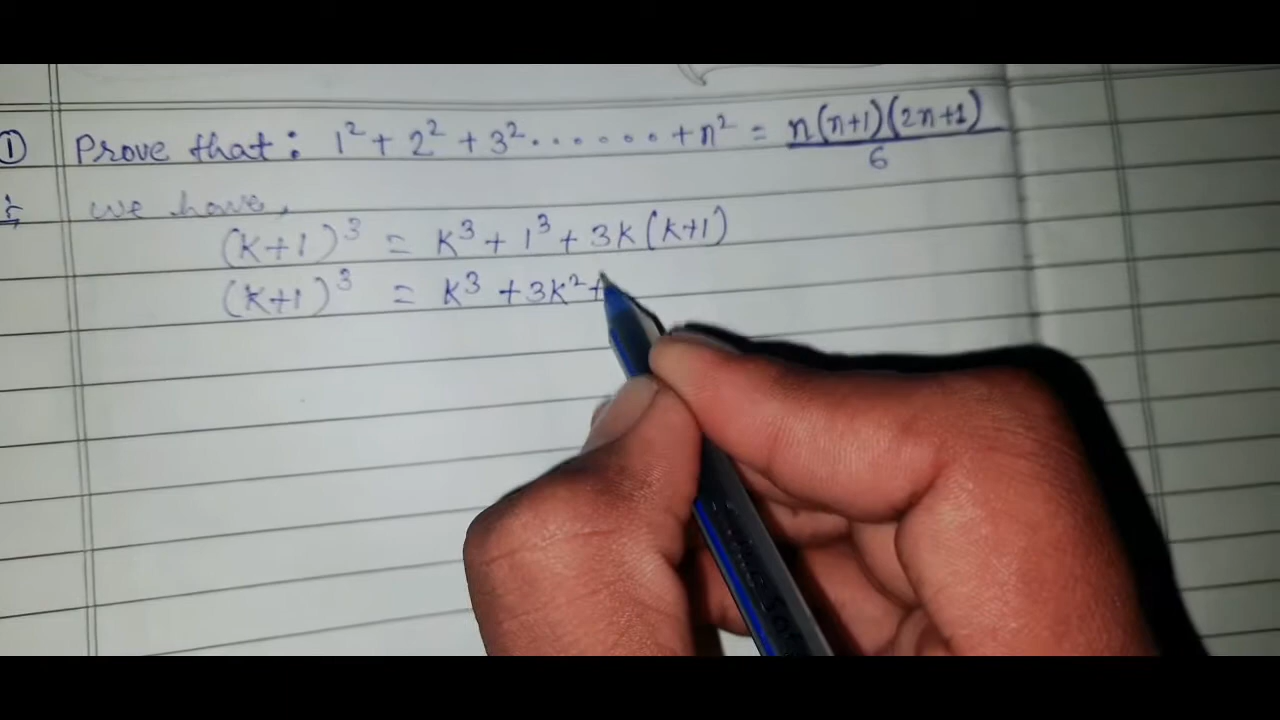 ① Prove that : 1² + 2² + 3² ....... + n² = n(n+1)(2n+1)/6
we have,
(k+1)³ = k³ + 1³ + 3k(k+1)
(k+1)³ = k³ + 3k² +